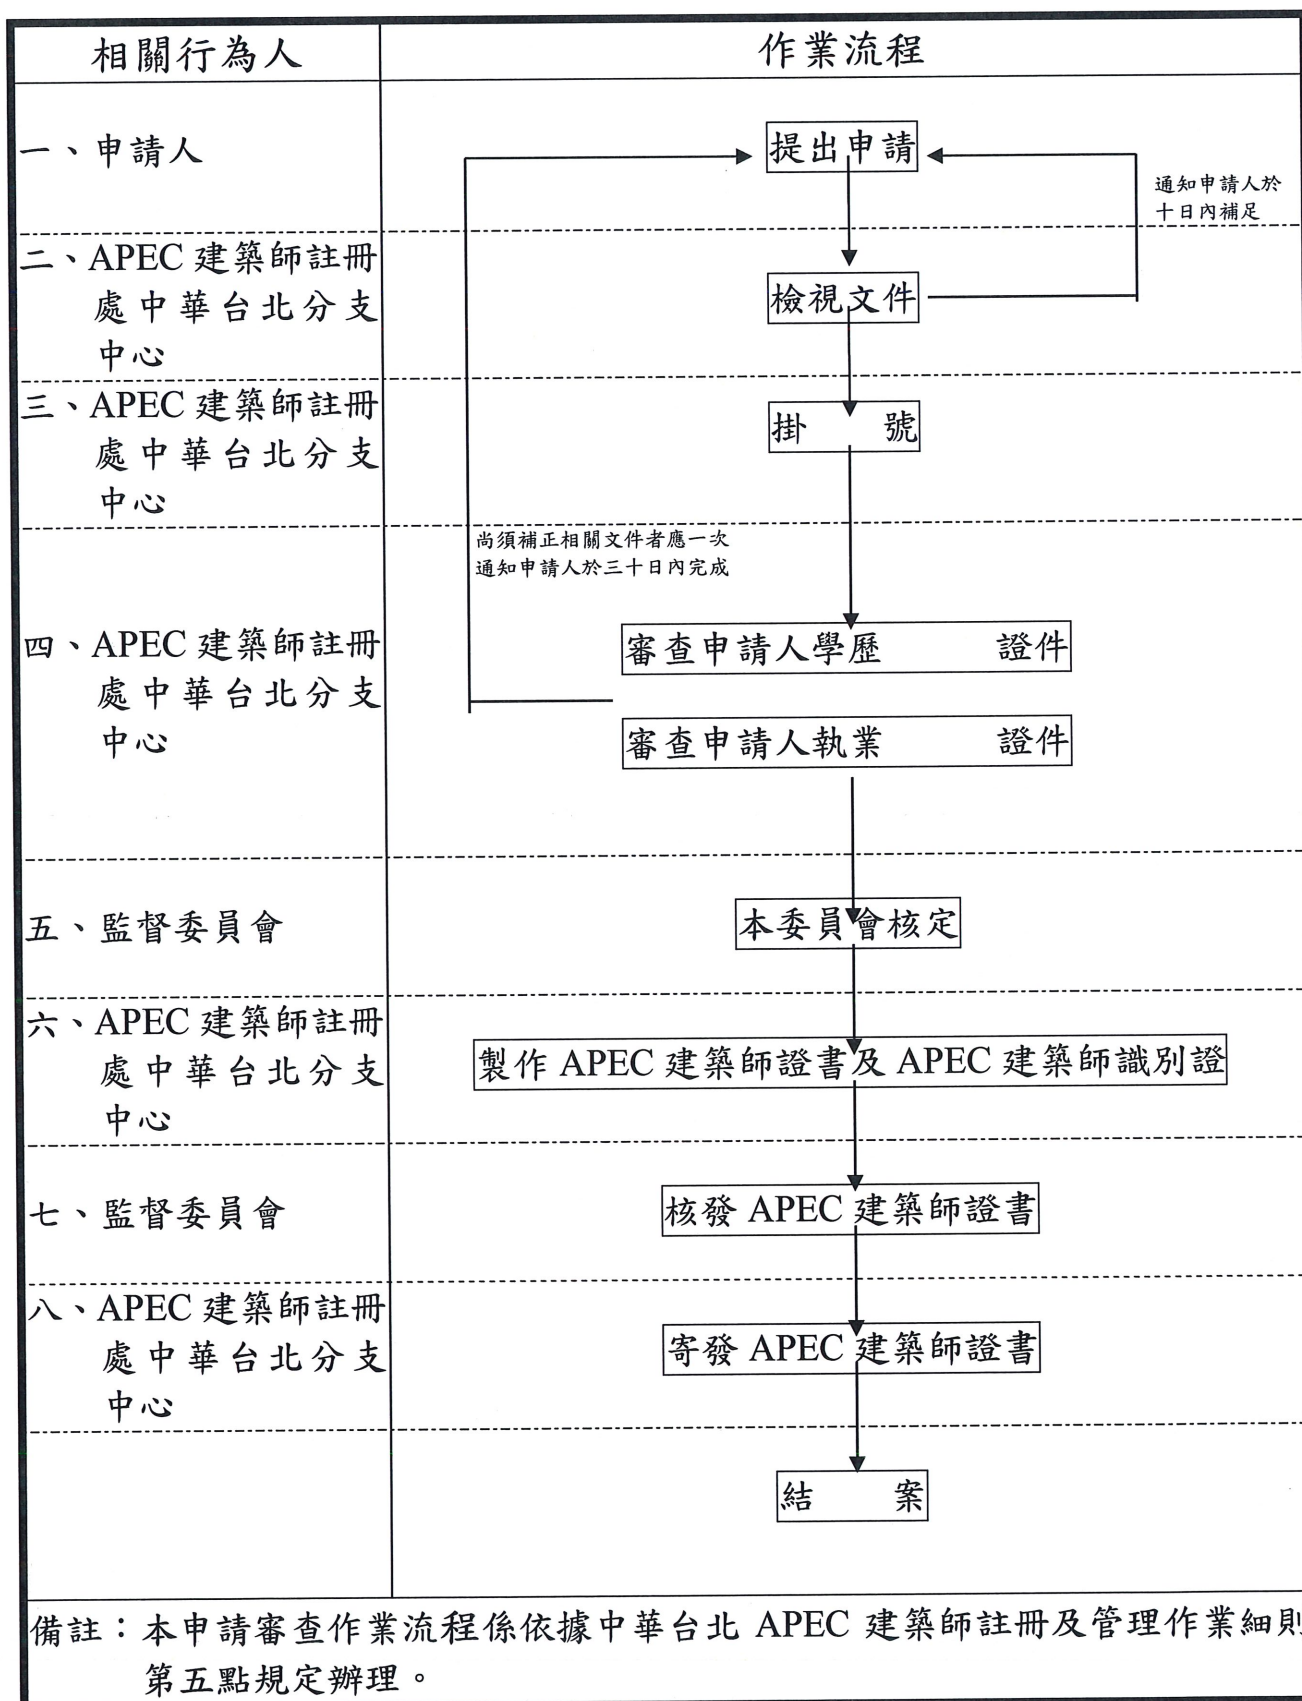 相關行為人
作業流程
一、申請人
提出申請
通知申請人於
十日內補足
二、APEC 建築師註冊
處中華台北分支
中心
檢視文件
三、APEC 建築師註冊
處中華台北分支
中心
掛 號
尚須補正相關文件者應一次
通知申請人於三十日內完成
四、APEC 建築師註冊
處中華台北分支
中心
審查申請人學歷 證件
審查申請人執業 證件
五、監督委員會
本委員會核定
六、APEC 建築師註冊
處中華台北分支
中心
製作 APEC 建築師證書及 APEC 建築師識別證
七、監督委員會
核發 APEC 建築師證書
八、APEC 建築師註冊
處中華台北分支
中心
寄發 APEC 建築師證書
結 案
備註：本申請審查作業流程係依據中華台北 APEC 建築師註冊及管理作業細則
第五點規定辦理。